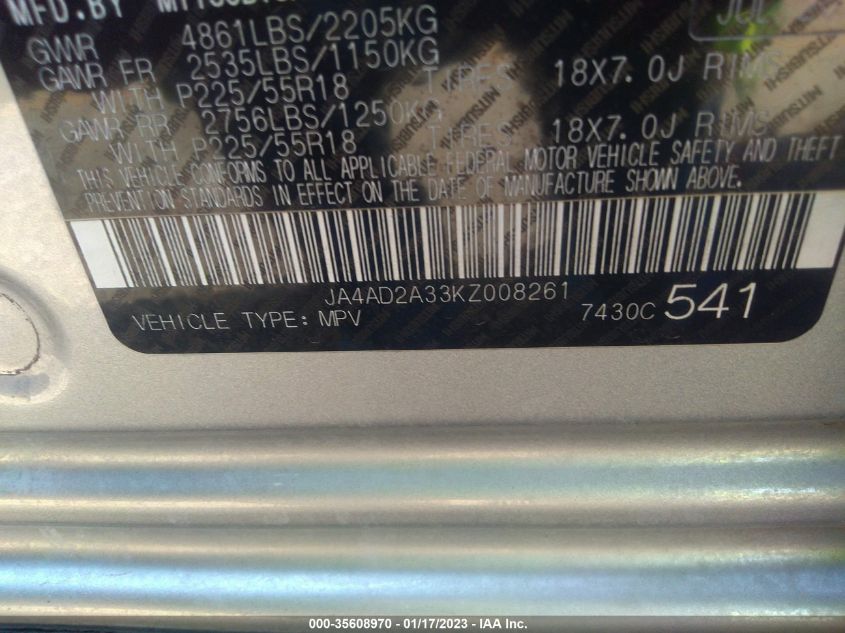 MFD.BY
GVWR 4861LBS/2205KG
GAWR FR 2535LBS/1150KG
WITH P225/55R18 TIRES 18X7.0J RIMS
GAWR RR 2756LBS/1250KG
WITH P225/55R18 TIRES 18X7.0J RIMS
THIS VEHICLE CONFORMS TO ALL APPLICABLE FEDERAL MOTOR VEHICLE SAFETY AND THEFT
PREVENTION STANDARDS IN EFFECT ON THE DATE OF MANUFACTURE SHOWN ABOVE.
JA4AD2A33KZ008261
VEHICLE TYPE: MPV 7430C 541
000-35608970 — 01/17/2023 — IAA Inc.